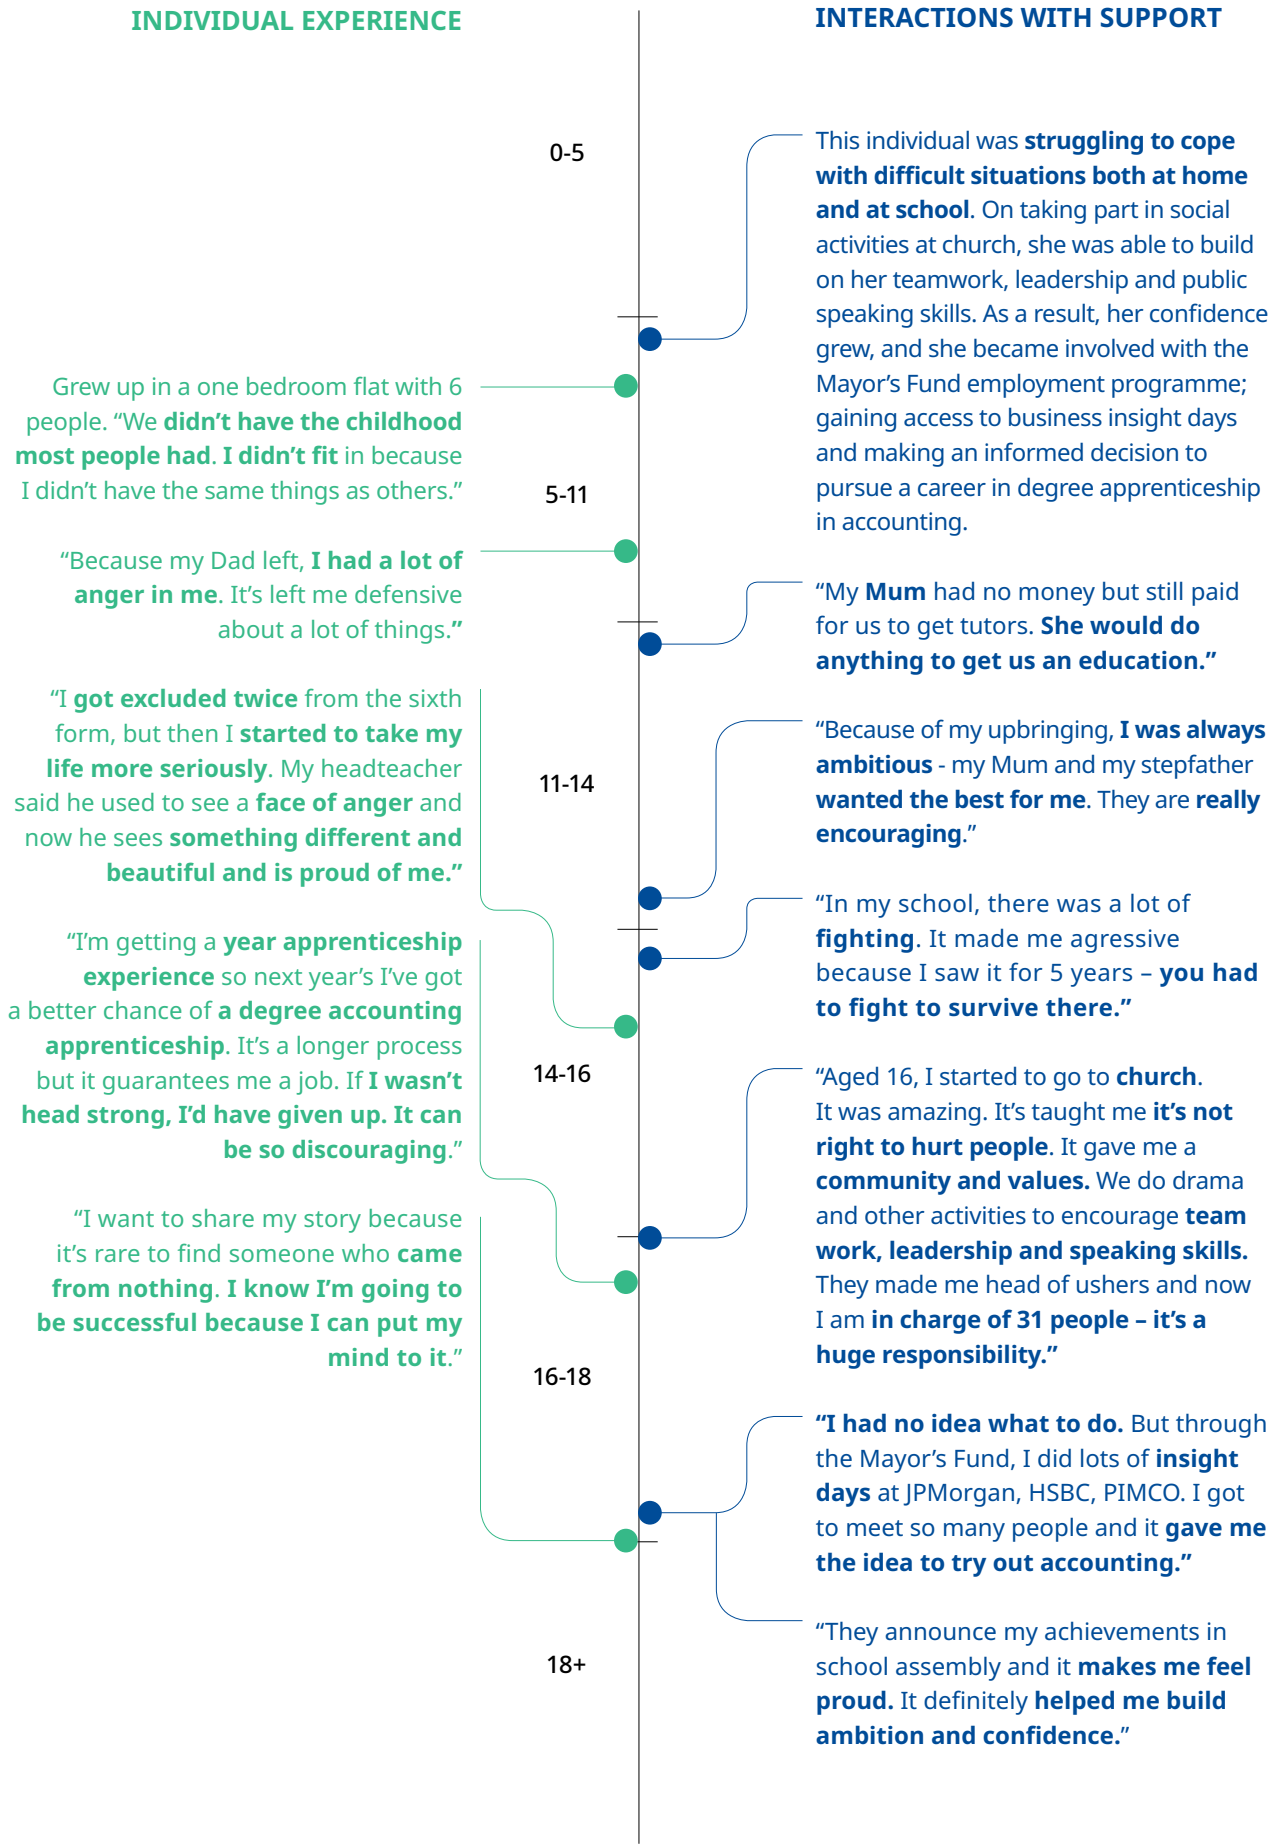 INDIVIDUAL EXPERIENCE
Grew up in a one bedroom flat with 6
people. “We didn’t have the childhood
most people had. I didn’t fit in because
I didn’t have the same things as others.”
“Because my Dad left, I had a lot of
anger in me. It’s left me defensive
about a lot of things.”
“I got excluded twice from the sixth
form, but then I started to take my
life more seriously. My headteacher
said he used to see a face of anger and
now he sees something different and
beautiful and is proud of me.”
“I’m getting a year apprenticeship
experience so next year’s I’ve got
a better chance of a degree accounting
apprenticeship. It’s a longer process
but it guarantees me a job. If I wasn’t
head strong, I’d have given up. It can
be so discouraging.”
“I want to share my story because
it’s rare to find someone who came
from nothing. I know I’m going to
be successful because I can put my
mind to it.”
0-5
5-11
11-14
14-16
16-18
18+
INTERACTIONS WITH SUPPORT
This individual was struggling to cope
with difficult situations both at home
and at school. On taking part in social
activities at church, she was able to build
on her teamwork, leadership and public
speaking skills. As a result, her confidence
grew, and she became involved with the
Mayor’s Fund employment programme;
gaining access to business insight days
and making an informed decision to
pursue a career in degree apprenticeship
in accounting.
“My Mum had no money but still paid
for us to get tutors. She would do
anything to get us an education.”
“Because of my upbringing, I was always
ambitious - my Mum and my stepfather
wanted the best for me. They are really
encouraging.”
“In my school, there was a lot of
fighting. It made me agressive
because I saw it for 5 years – you had
to fight to survive there.”
“Aged 16, I started to go to church.
It was amazing. It’s taught me it’s not
right to hurt people. It gave me a
community and values. We do drama
and other activities to encourage team
work, leadership and speaking skills.
They made me head of ushers and now
I am in charge of 31 people – it’s a
huge responsibility.”
“I had no idea what to do. But through
the Mayor’s Fund, I did lots of insight
days at JPMorgan, HSBC, PIMCO. I got
to meet so many people and it gave me
the idea to try out accounting.”
“They announce my achievements in
school assembly and it makes me feel
proud. It definitely helped me build
ambition and confidence.”